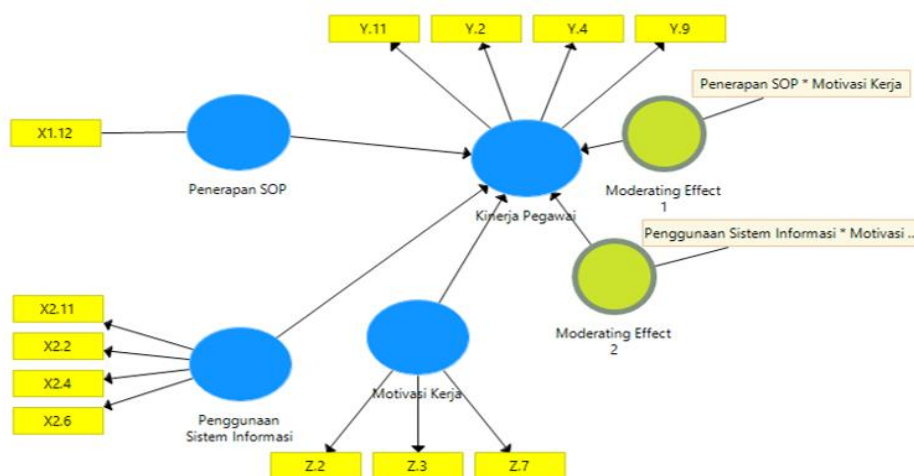 Y.11
Y.2
Y.4
Y.9
Penerapan SOP * Motivasi Kerja
X1.12
Penerapan SOP
Kinerja Pegawai
Moderating Effect
1
Penggunaan Sistem Informasi * Motivasi ...
Moderating Effect
2
X2.11
X2.2
X2.4
X2.6
Penggunaan
Sistem Informasi
Motivasi Kerja
Z.2
Z.3
Z.7